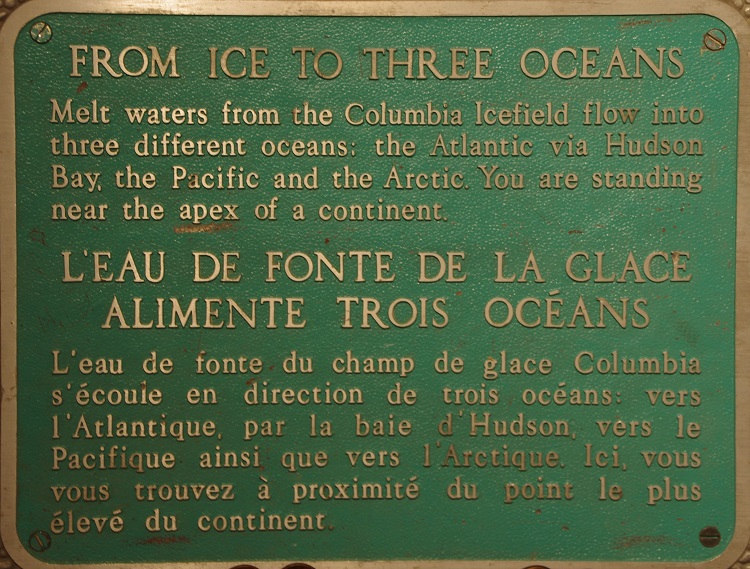 FROM ICE TO THREE OCEANS
Melt waters from the Columbia Icefield flow into
three different oceans: the Atlantic via Hudson
Bay, the Pacific and the Arctic. You are standing
near the apex of a continent.
L'EAU DE FONTE DE LA GLACE
ALIMENTE TROIS OCÉANS
L'eau de fonte du champ de glace Columbia
s'écoule en direction de trois océans: vers
l'Atlantique, par la baie d'Hudson, vers le
Pacifique ainsi que vers l'Arctique. Ici, vous
vous trouvez à proximité du point le plus
élevé du continent.